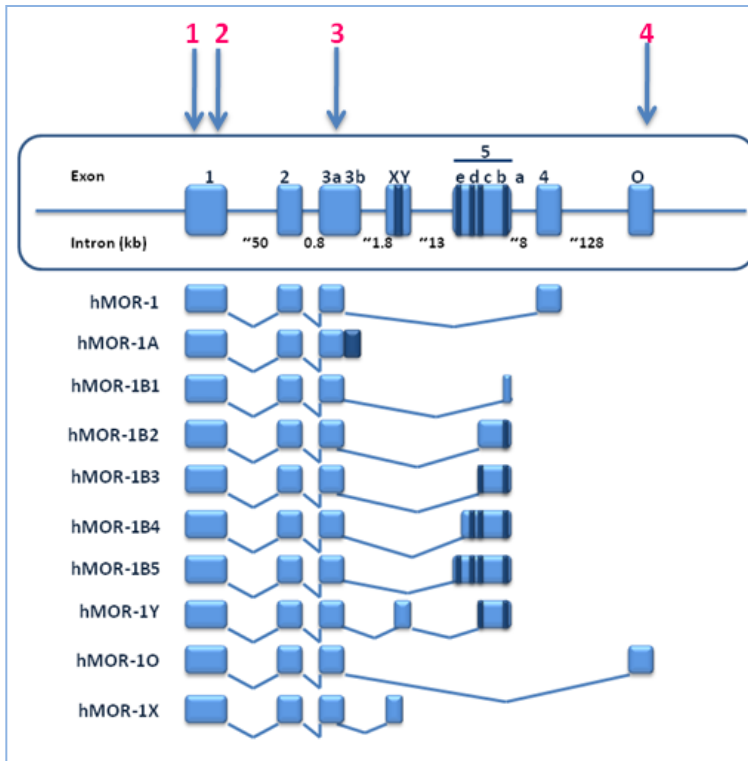 1 2 3 4
5
Exon 1 2 3a 3b XY e d c b a 4 O
Intron (kb) ~50 0.8 ~1.8 ~13 ~8 ~128
hMOR-1
hMOR-1A
hMOR-1B1
hMOR-1B2
hMOR-1B3
hMOR-1B4
hMOR-1B5
hMOR-1Y
hMOR-1O
hMOR-1X